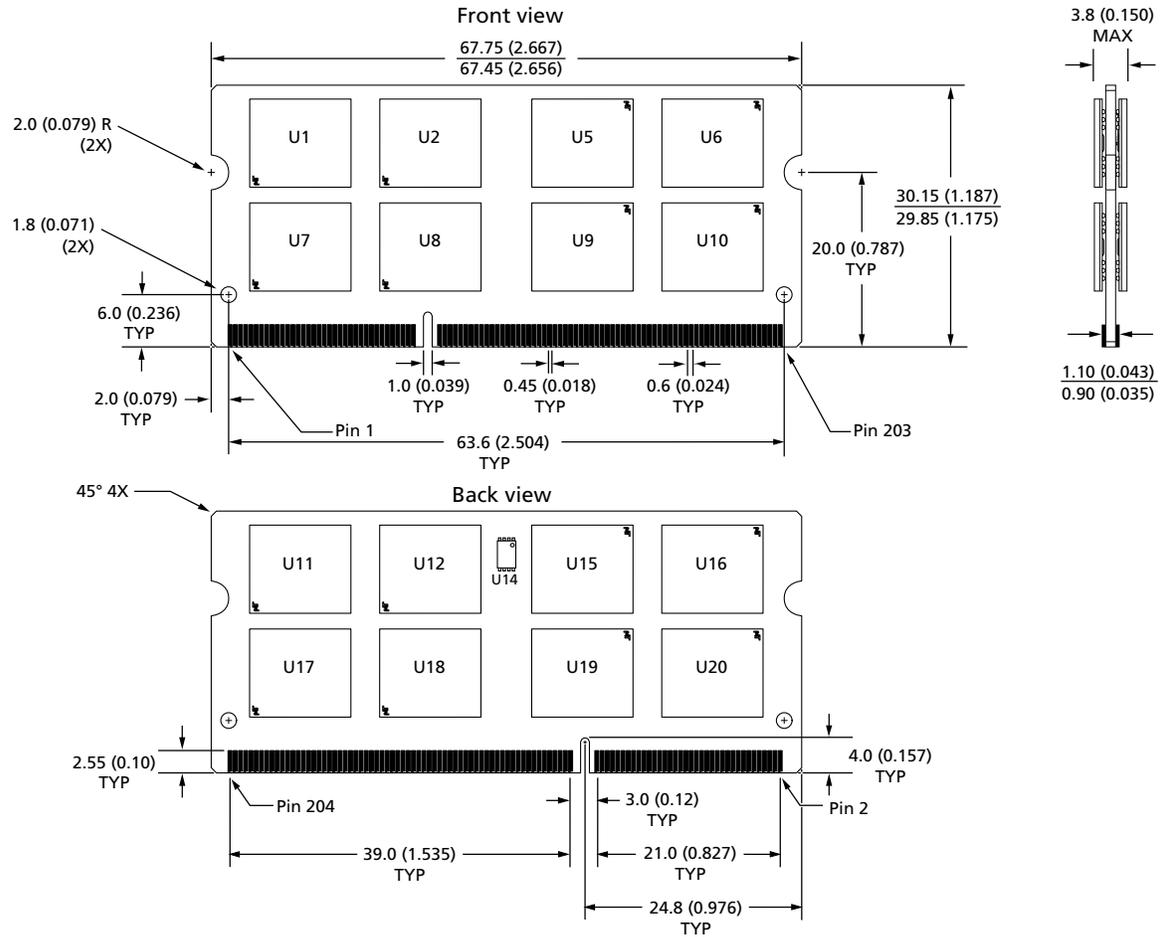 Front view
3.8 (0.150)
MAX
67.75 (2.667)
67.45 (2.656)
2.0 (0.079) R
(2X)
U1
U2
U5
U6
30.15 (1.187)
29.85 (1.175)
1.8 (0.071)
(2X)
U7
U8
U9
U10
20.0 (0.787)
TYP
6.0 (0.236)
TYP
1.0 (0.039)
TYP
0.45 (0.018)
TYP
0.6 (0.024)
TYP
1.10 (0.043)
0.90 (0.035)
2.0 (0.079)
TYP
Pin 1
63.6 (2.504)
TYP
Pin 203
45° 4X
Back view
U11
U12
U14
U15
U16
U17
U18
U19
U20
2.55 (0.10)
TYP
4.0 (0.157)
TYP
Pin 204
3.0 (0.12)
TYP
Pin 2
39.0 (1.535)
TYP
21.0 (0.827)
TYP
24.8 (0.976)
TYP